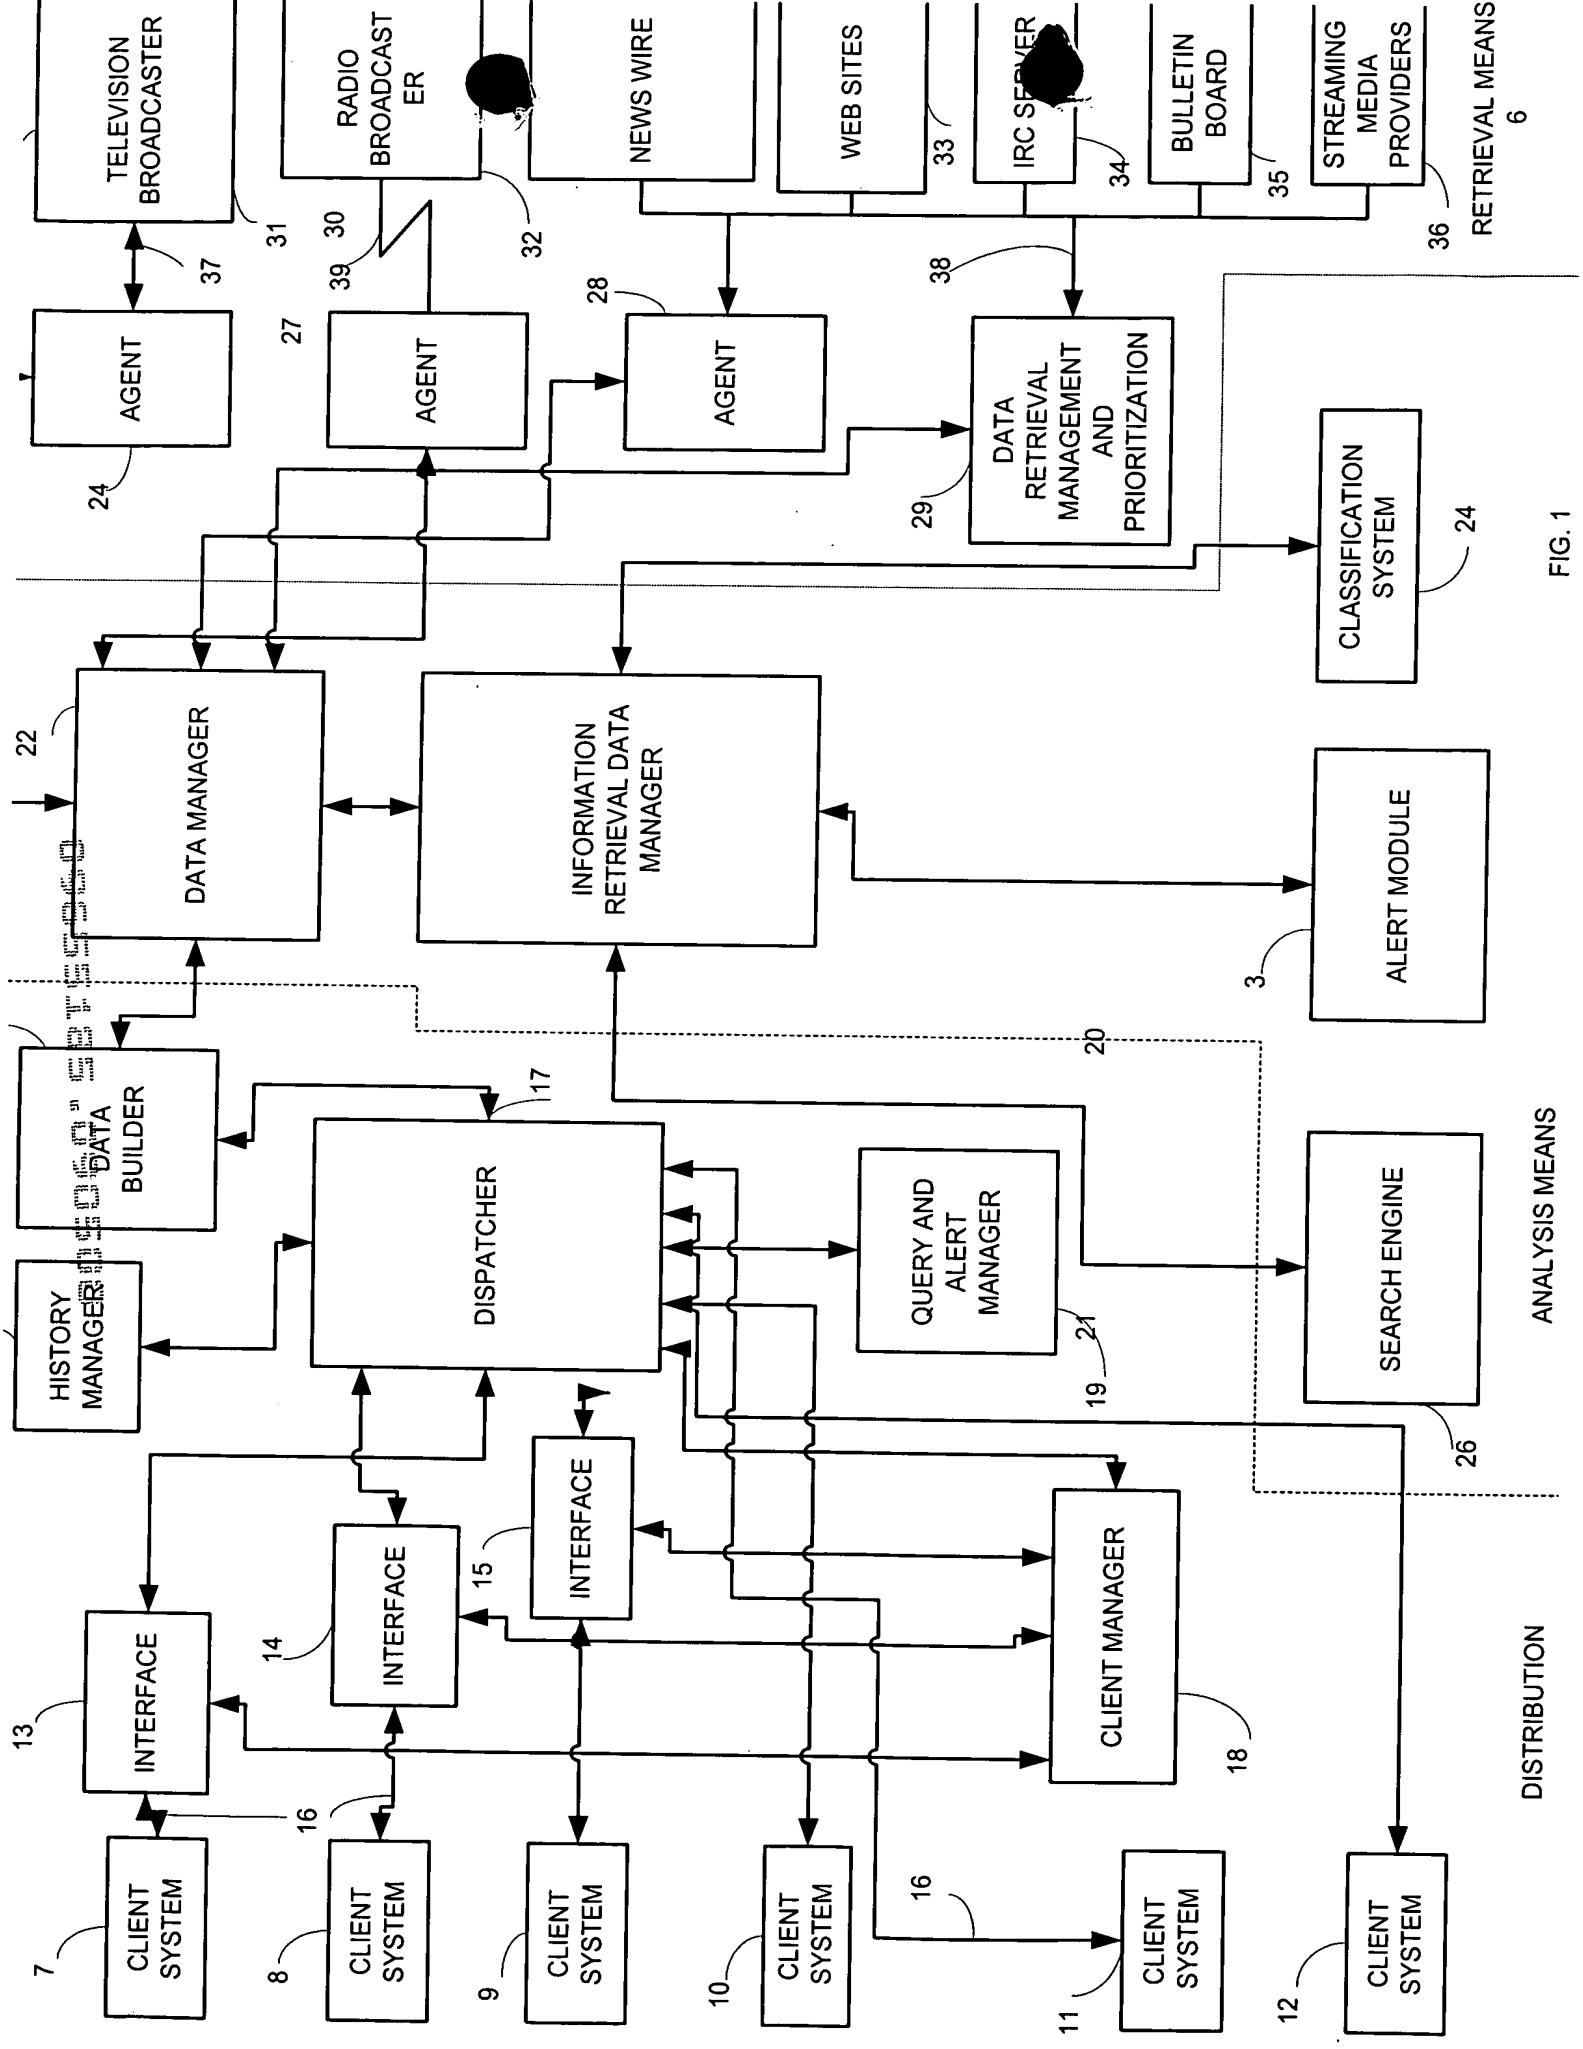 7
CLIENT
SYSTEM
8
CLIENT
SYSTEM
9
CLIENT
SYSTEM
10
CLIENT
SYSTEM
11
CLIENT
SYSTEM
12
CLIENT
SYSTEM
16
16
13
INTERFACE
14
INTERFACE
15
INTERFACE
CLIENT MANAGER
18
DISTRIBUTION
HISTORY
MANAGER
DATA
BUILDER
DISPATCHER
17
QUERY AND
ALERT
MANAGER
21
19
20
SEARCH ENGINE
26
ANALYSIS MEANS
22
DATA MANAGER
INFORMATION
RETRIEVAL DATA
MANAGER
3
ALERT MODULE
CLASSIFICATION
SYSTEM
24
FIG. 1
24
AGENT
27
AGENT
28
AGENT
29
DATA
RETRIEVAL
MANAGEMENT
AND
PRIORITIZATION
37
39
30
38
TELEVISION
BROADCASTER
31
RADIO
BROADCAST
ER
32
NEWS WIRE
WEB SITES
33
IRC SERVER
34
BULLETIN
BOARD
35
STREAMING
MEDIA
PROVIDERS
36
RETRIEVAL MEANS
6